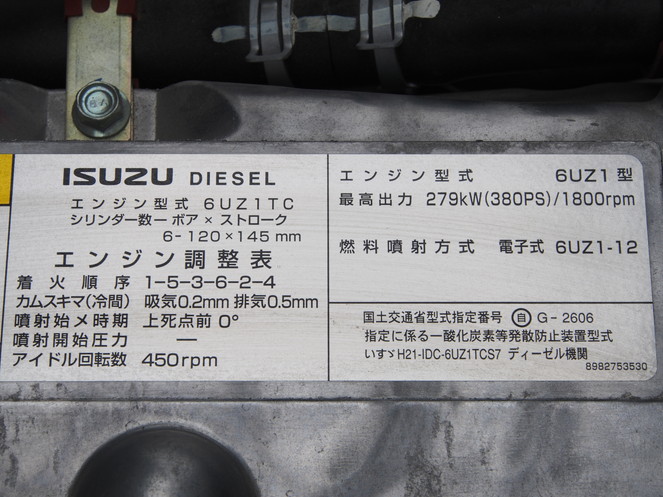 ISUZU DIESEL
エンジン型式 6UZ1TC
シリンダー数－ボア×ストローク
6-120×145mm
エンジン調整表
着火順序 1-5-3-6-2-4
カムスキマ(冷間) 吸気0.2mm 排気0.5mm
噴射始メ時期 上死点前 0°
噴射開始圧力 ―
アイドル回転数 450rpm
エンジン型式 6UZ1型
最高出力 279kW(380PS)/1800rpm
燃料噴射方式 電子式 6UZ1-12
国土交通省型式指定番号 自 G-2606
指定に係る一酸化炭素等発散防止装置型式
いすゞH21-IDC-6UZ1TCS7 ディーゼル機関
8982753530